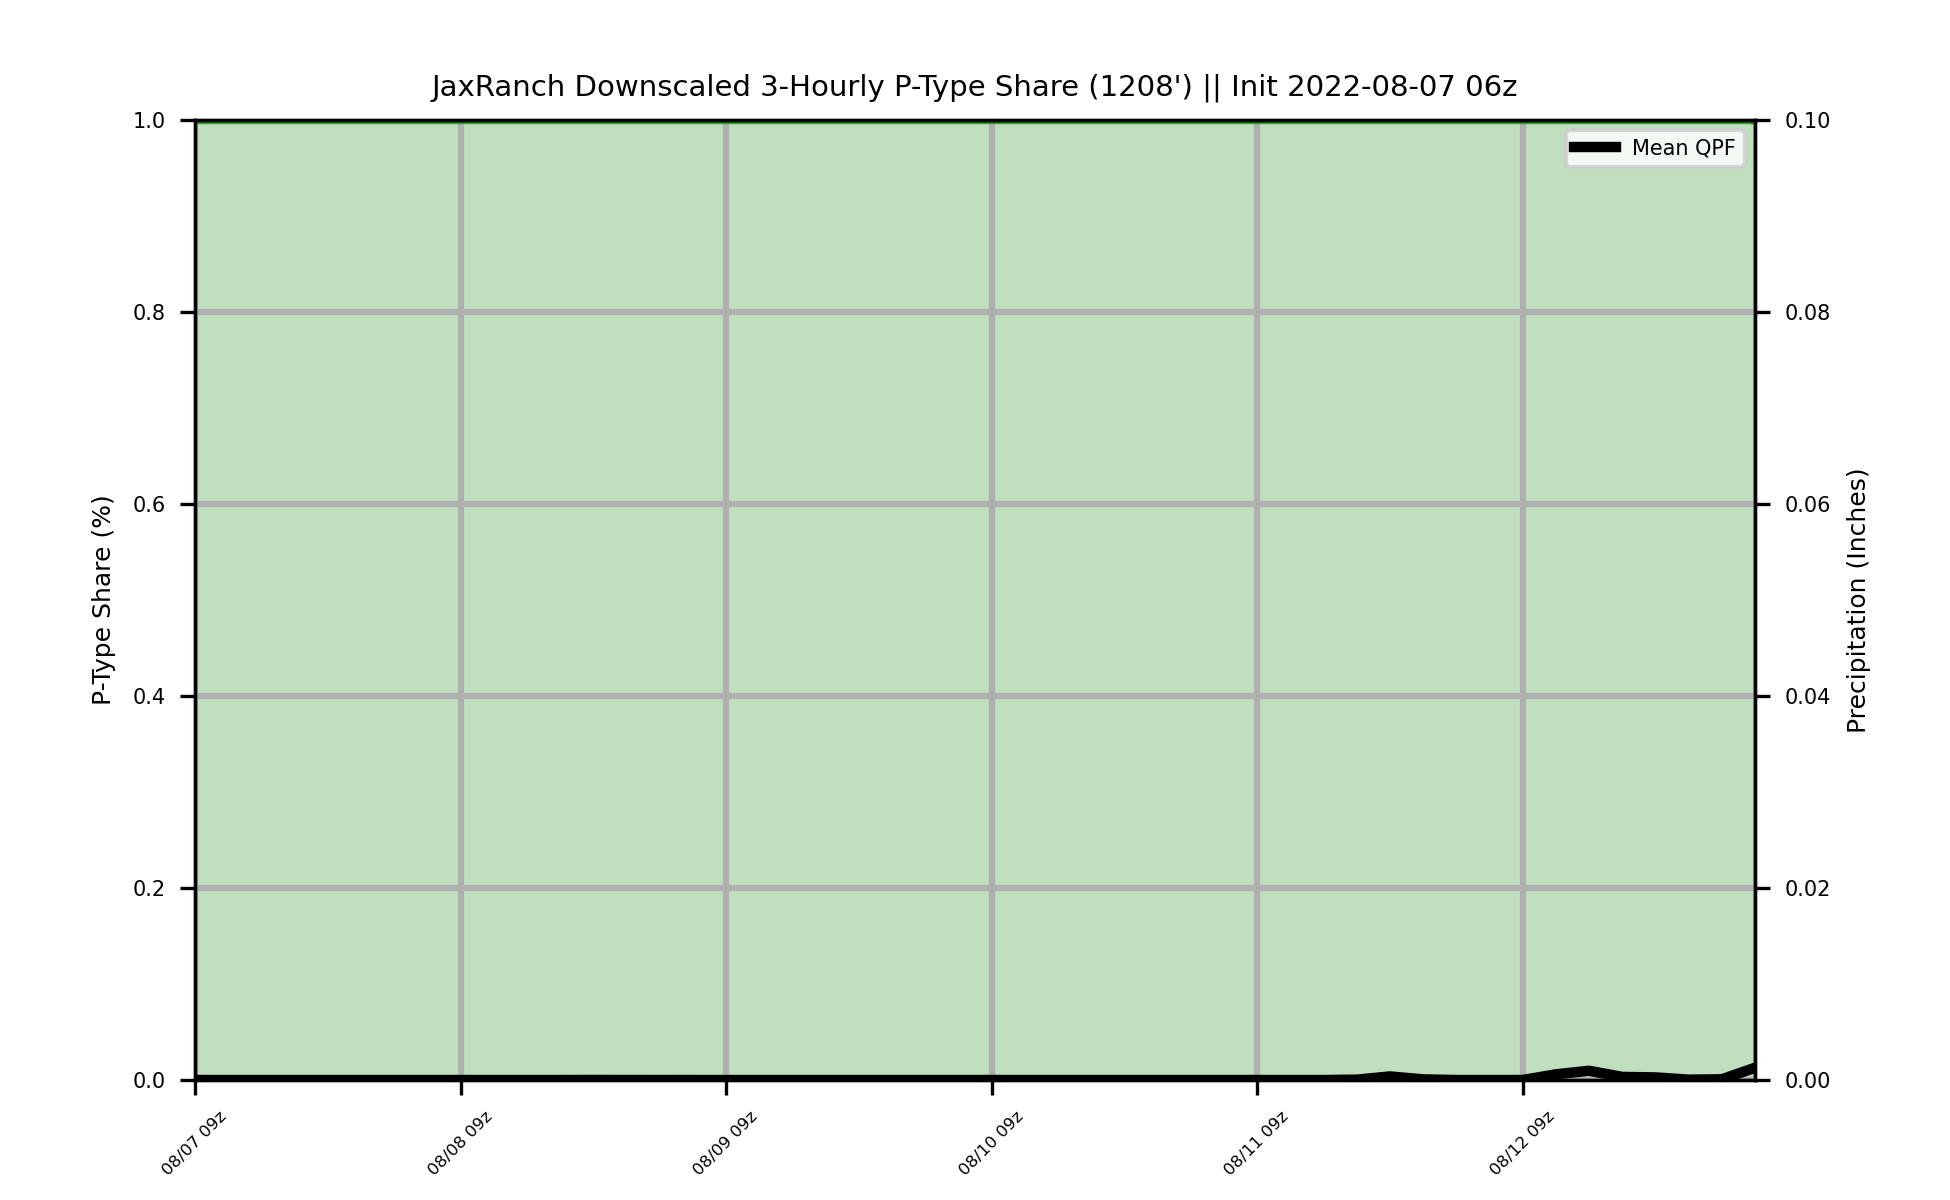 JaxRanch Downscaled 3-Hourly P-Type Share (1208') || Init 2022-08-07 06z
Mean QPF
P-Type Share (%)
1.0
0.8
0.6
0.4
0.2
0.0
Precipitation (Inches)
0.10
0.08
0.06
0.04
0.02
0.00
08/07 09z
08/08 09z
08/09 09z
08/10 09z
08/11 09z
08/12 09z